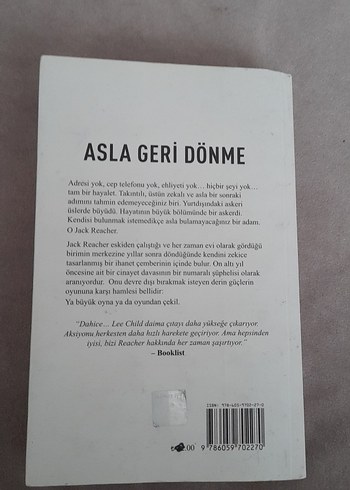 ASLA GERİ DÖNME
Adresi yok, cep telefonu yok, ehliyeti yok… hiçbir şeyi yok…
tam bir hayalet. Takıntılı, üstün zekalı ve asla bir sonraki
adımını tahmin edemeyeceğiniz biri. Yurtdışındaki askeri
üslerde büyüdü. Hayatının büyük bölümünde bir askerdi.
Kendisi bulunmak istemedikçe asla bulamayacağınız bir adam.
O Jack Reacher.
Jack Reacher eskiden çalıştığı ve her zaman evi olarak gördüğü
birimin merkezine yıllar sonra döndüğünde kendini zekice
tasarlanmış bir ihanet çemberinin içinde bulur. On altı yıl
öncesine ait bir cinayet davasının bir numaralı şüphelisi olarak
aranıyordur. Onu devre dışı bırakmak isteyen derin güçlerin
oyununa karşı hamlesi bellidir:
Ya büyük oyna ya da oyundan çekil.
“Dahice… Lee Child daima çıtayı daha yükseğe çıkarıyor.
Aksiyonu herkesten daha hızlı harekete geçiriyor. Ama hepsinden
iyisi, bizi Reacher hakkında her zaman şaşırtıyor.”
– Booklist
ISBN: 978-605-9702-27-0
9 786059 702270